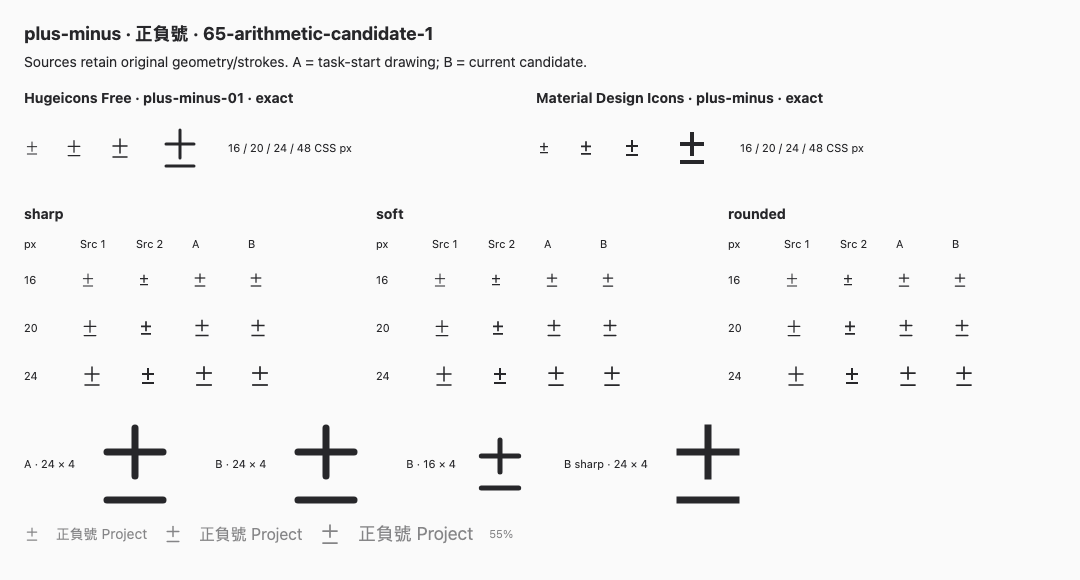 plus-minus · 正負號 · 65-arithmetic-candidate-1
Sources retain original geometry/strokes. A = task-start drawing; B = current candidate.
Hugeicons Free · plus-minus-01 · exact
Material Design Icons · plus-minus · exact
16 / 20 / 24 / 48 CSS px
16 / 20 / 24 / 48 CSS px
sharp
soft
rounded
px Src 1 Src 2 A B
px Src 1 Src 2 A B
px Src 1 Src 2 A B
16 ± ± ± ±
16 ± ± ± ±
16 ± ± ± ±
20 ± ± ± ±
20 ± ± ± ±
20 ± ± ± ±
24 ± ± ± ±
24 ± ± ± ±
24 ± ± ± ±
A · 24 × 4 ±
B · 24 × 4 ±
B · 16 × 4 ±
B sharp · 24 × 4 ±
± 正負號 Project ± 正負號 Project ± 正負號 Project 55%